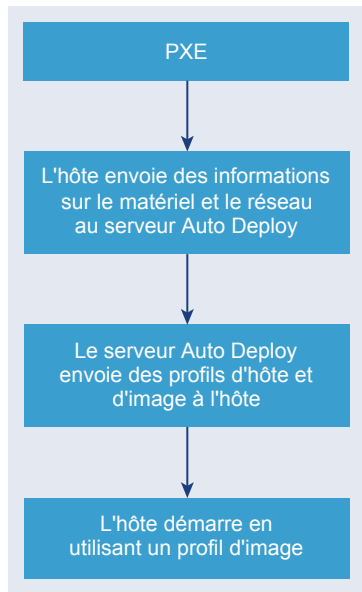 PXE
L'hôte envoie des informations
sur le matériel et le réseau
au serveur Auto Deploy
Le serveur Auto Deploy
envoie des profils d'hôte et
d'image à l'hôte
L'hôte démarre en
utilisant un profil d'image